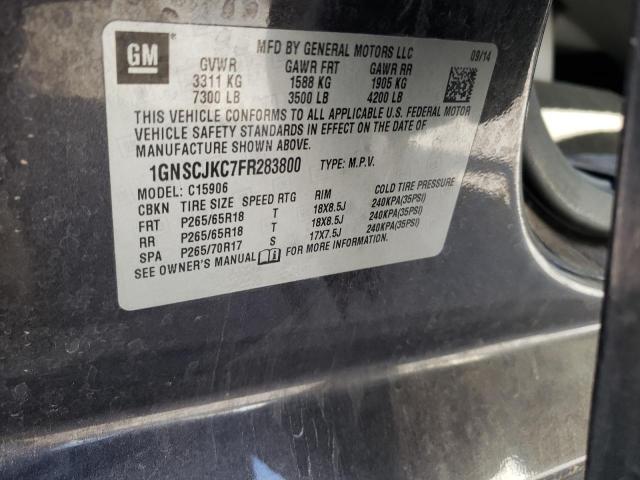 GM
MFD BY GENERAL MOTORS LLC 09/14
GVWR GAWR FRT GAWR RR
3311 KG 1588 KG 1905 KG
7300 LB 3500 LB 4200 LB
THIS VEHICLE CONFORMS TO ALL APPLICABLE U.S. FEDERAL MOTOR
VEHICLE SAFETY STANDARDS IN EFFECT ON THE DATE OF
MANUFACTURE SHOWN ABOVE.
1GNSCJKC7FR283800 TYPE: M.P.V.
MODEL: C15906
CBKN TIRE SIZE SPEED RTG RIM COLD TIRE PRESSURE
FRT P265/65R18 T 18X8.5J 240KPA(35PSI)
RR P265/65R18 T 18X8.5J 240KPA(35PSI)
SPA P265/70R17 S 17X7.5J 240KPA(35PSI)
SEE OWNER'S MANUAL FOR MORE INFORMATION.